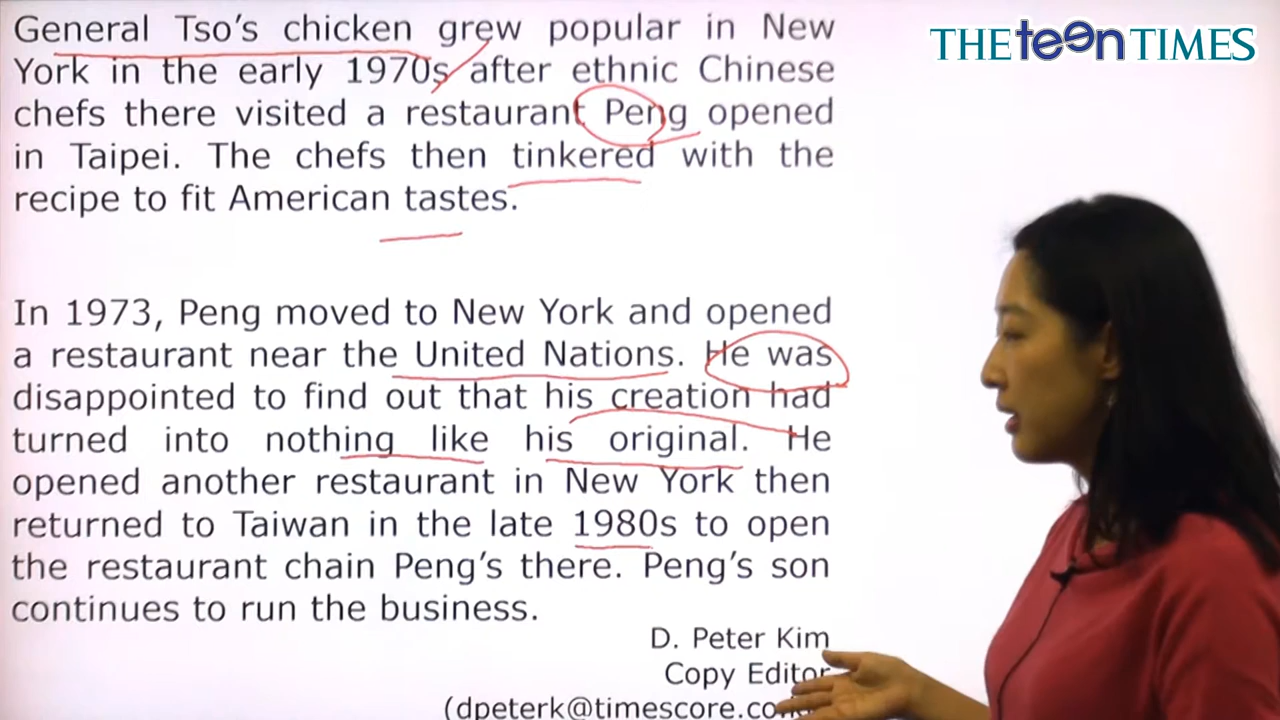 THE teen TIMES
General Tso's chicken grew popular in New
York in the early 1970s after ethnic Chinese
chefs there visited a restaurant Peng opened
in Taipei. The chefs then tinkered with the
recipe to fit American tastes.
In 1973, Peng moved to New York and opened
a restaurant near the United Nations. He was
disappointed to find out that his creation had
turned into nothing like his original. He
opened another restaurant in New York then
returned to Taiwan in the late 1980s to open
the restaurant chain Peng's there. Peng's son
continues to run the business.
D. Peter Kim
Copy Editor